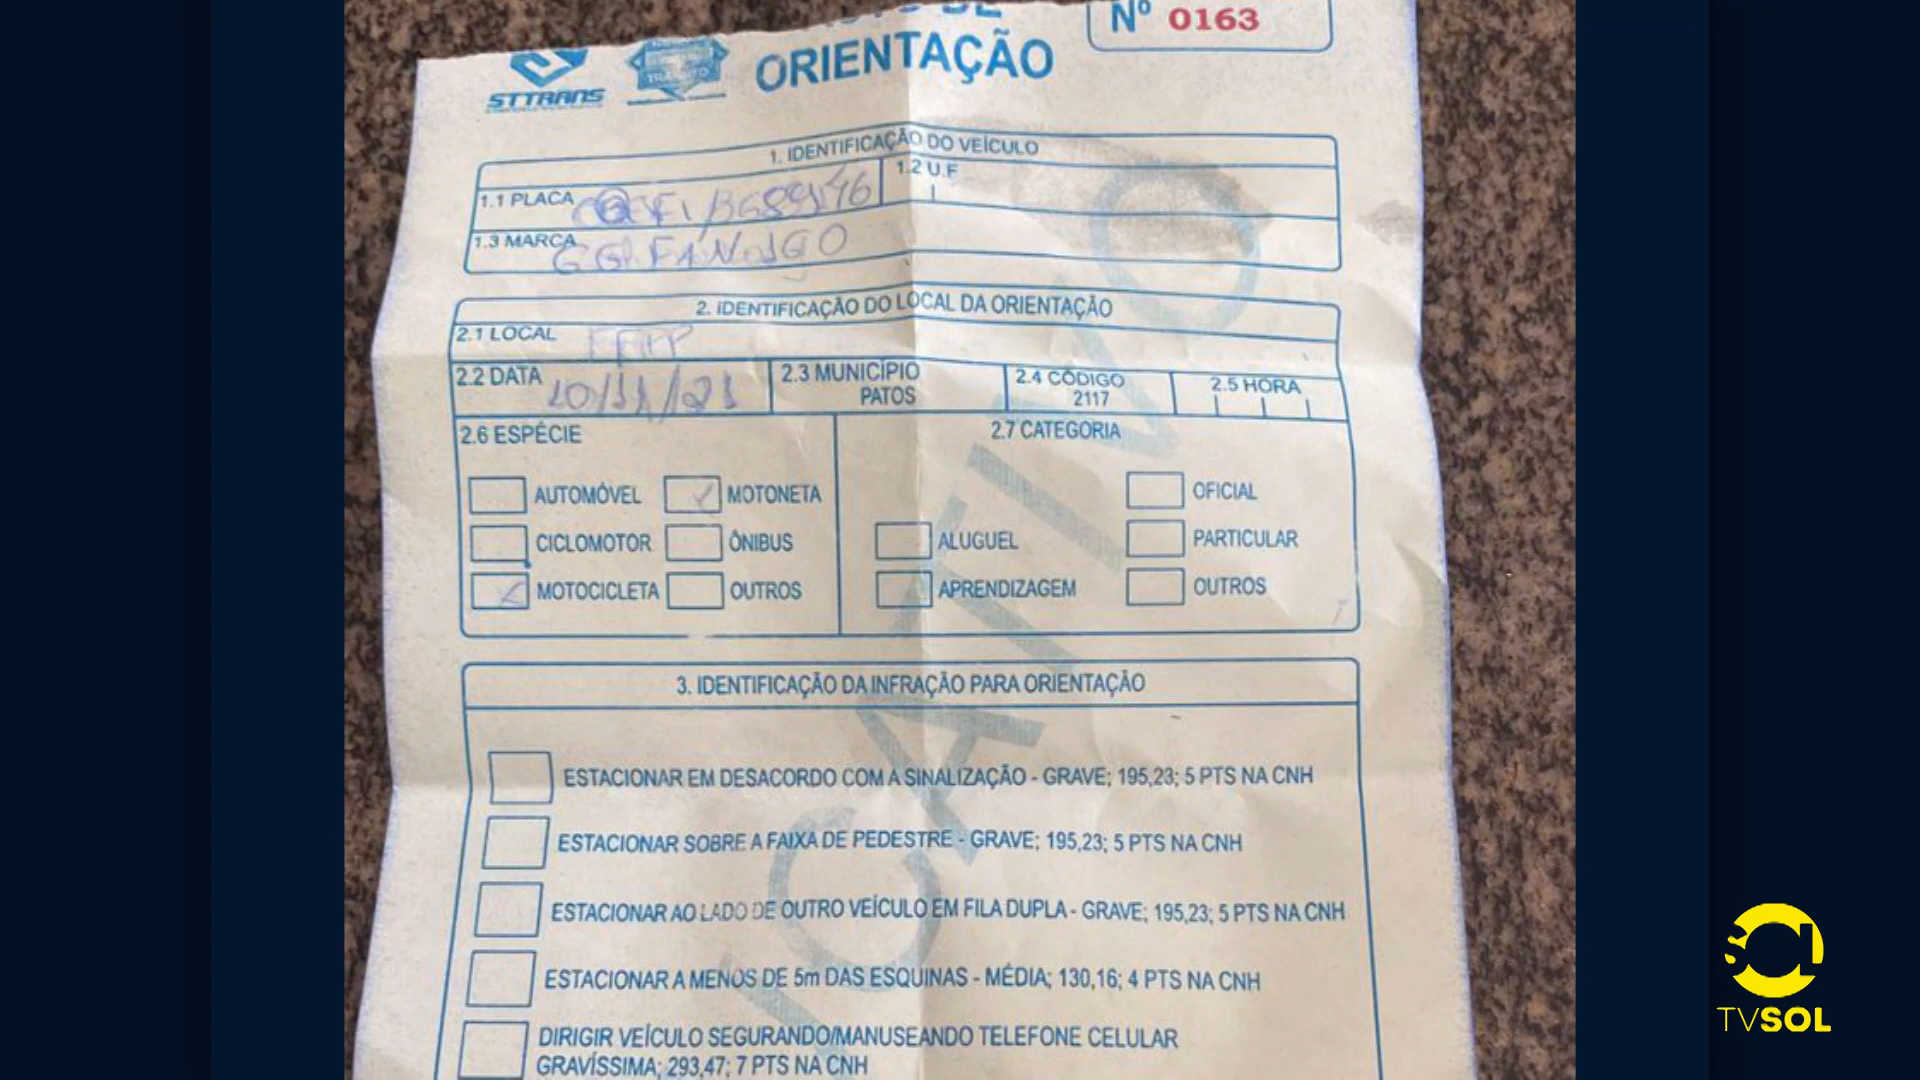 Nº 0163
ORIENTAÇÃO
STTRANS
TRÂNSITO
1. IDENTIFICAÇÃO DO VEÍCULO
1.1 PLACA
1.2 U.F
1.3 MARCA
2. IDENTIFICAÇÃO DO LOCAL DA ORIENTAÇÃO
2.1 LOCAL
2.2 DATA 10/11/21
2.3 MUNICÍPIO
PATOS
2.4 CÓDIGO
2117
2.5 HORA
2.6 ESPÉCIE
2.7 CATEGORIA
AUTOMÓVEL
MOTONETA
CICLOMOTOR
ÔNIBUS
MOTOCICLETA
OUTROS
OFICIAL
ALUGUEL
PARTICULAR
APRENDIZAGEM
OUTROS
3. IDENTIFICAÇÃO DA INFRAÇÃO PARA ORIENTAÇÃO
ESTACIONAR EM DESACORDO COM A SINALIZAÇÃO - GRAVE; 195,23; 5 PTS NA CNH
ESTACIONAR SOBRE A FAIXA DE PEDESTRE - GRAVE; 195,23; 5 PTS NA CNH
ESTACIONAR AO LADO DE OUTRO VEÍCULO EM FILA DUPLA - GRAVE; 195,23; 5 PTS NA CNH
ESTACIONAR A MENOS DE 5m DAS ESQUINAS - MÉDIA; 130,16; 4 PTS NA CNH
DIRIGIR VEÍCULO SEGURANDO/MANUSEANDO TELEFONE CELULAR
GRAVÍSSIMA; 293,47; 7 PTS NA CNH
sol
TVSOL